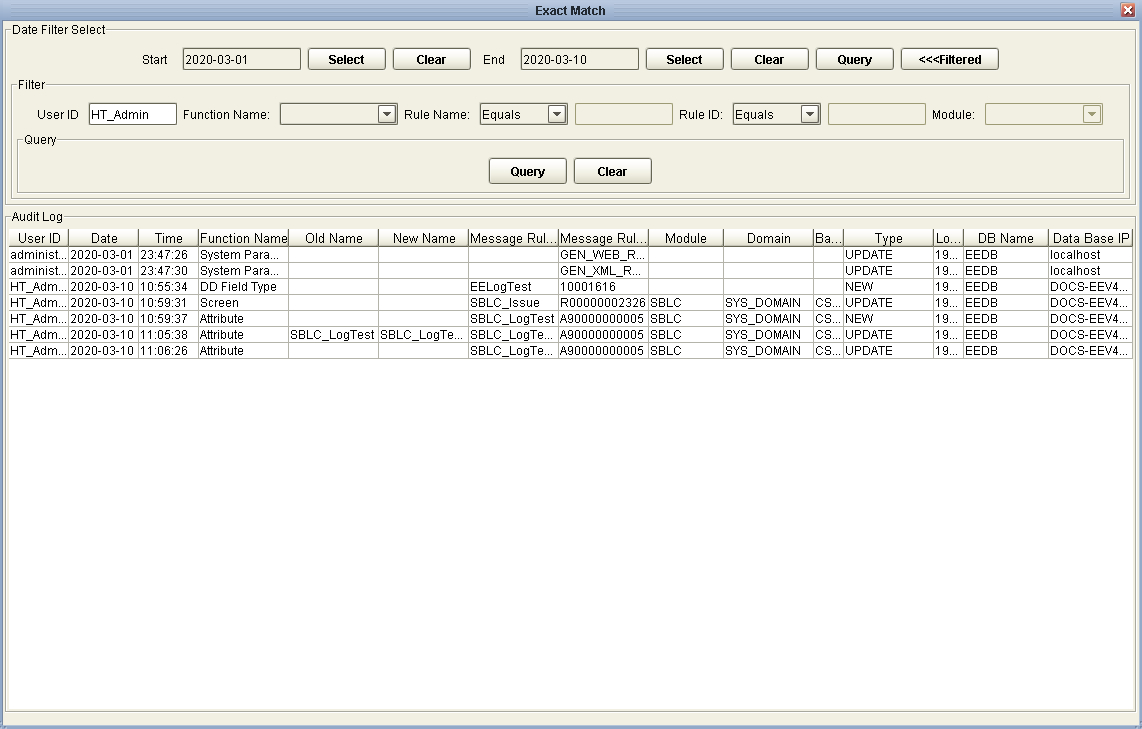 Exact Match
Date Filter Select
Start 2020-03-01 Select Clear End 2020-03-10 Select Clear Query <<<Filtered
Filter
User ID HT_Admin Function Name: Rule Name: Equals Rule ID: Equals Module:
Query
Query Clear
Audit Log
User ID Date Time Function Name Old Name New Name Message Rul... Message Rul... Module Domain Ba... Type Lo... DB Name Data Base IP
administ... 2020-03-01 23:47:26 System Para... GEN_WEB_R... UPDATE 19... EEDB localhost
administ... 2020-03-01 23:47:30 System Para... GEN_XML_R... UPDATE 19... EEDB localhost
HT_Adm... 2020-03-10 10:55:34 DD Field Type EELogTest 10001616 NEW 19... EEDB DOCS-EEV4...
HT_Adm... 2020-03-10 10:59:31 Screen SBLC_Issue R00000002326 SBLC SYS_DOMAIN CS... UPDATE 19... EEDB DOCS-EEV4...
HT_Adm... 2020-03-10 10:59:37 Attribute SBLC_LogTest A90000000005 SBLC SYS_DOMAIN CS... NEW 19... EEDB DOCS-EEV4...
HT_Adm... 2020-03-10 11:05:38 Attribute SBLC_LogTest SBLC_LogTe... SBLC_LogTe... A90000000005 SBLC SYS_DOMAIN CS... UPDATE 19... EEDB DOCS-EEV4...
HT_Adm... 2020-03-10 11:06:26 Attribute SBLC_LogTe... A90000000005 SBLC SYS_DOMAIN CS... UPDATE 19... EEDB DOCS-EEV4...